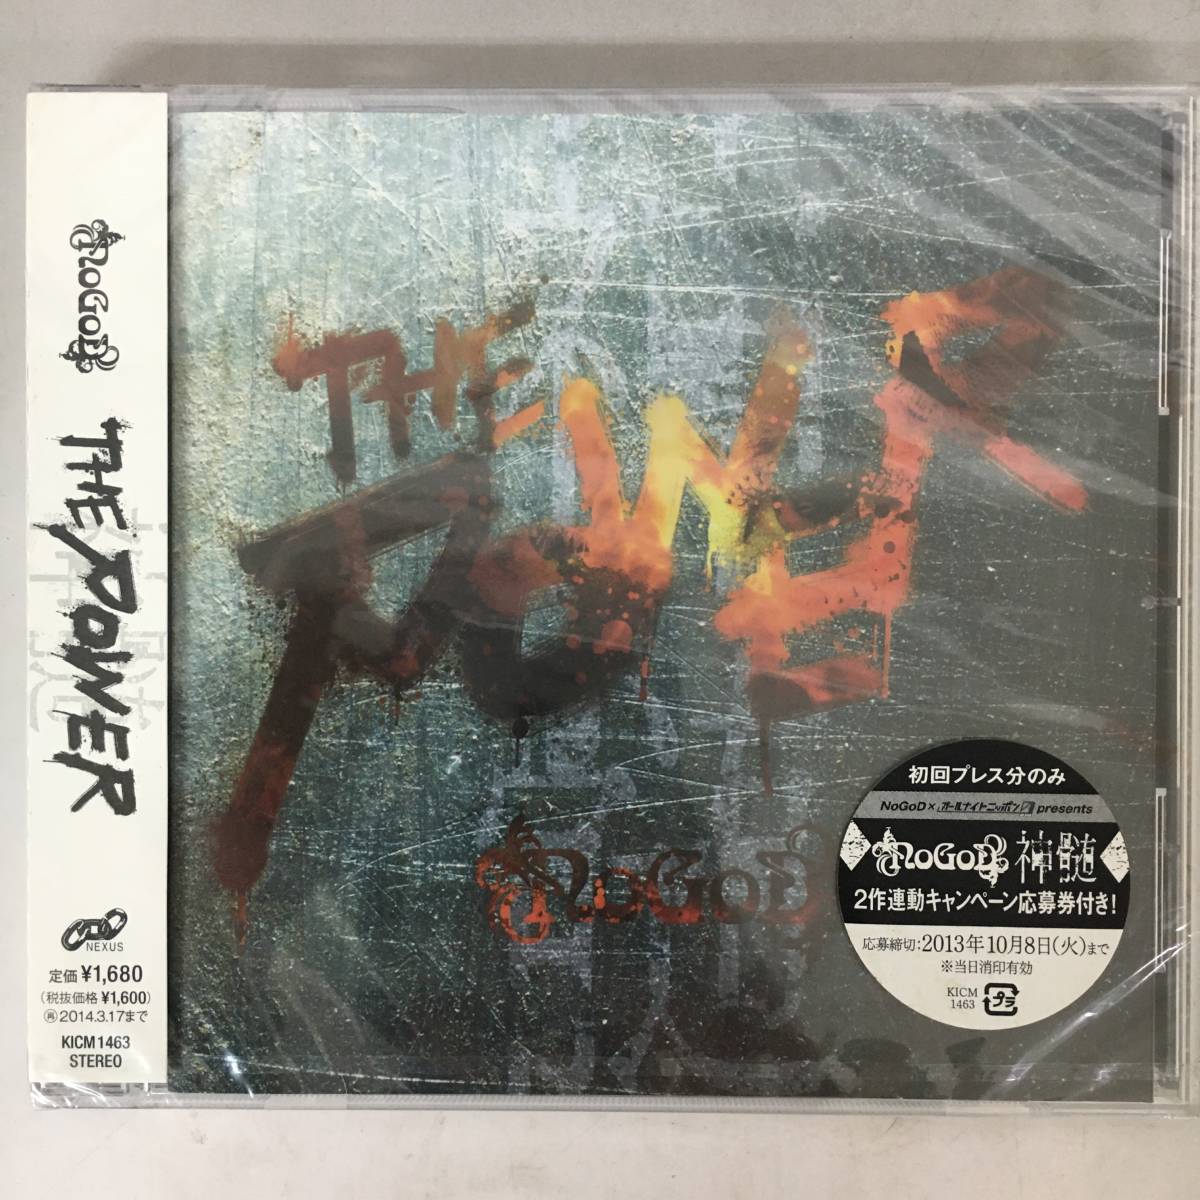 NoGoD
THE POWER
神髄
NEXUS
定価 ¥1,680
(税抜価格 ¥1,600)
再 2014.3.17まで
KICM 1463
STEREO
THE
POWER
NoGoD
初回プレス分のみ
NoGoD × オールナイトニッポン presents
NoGoD 神髄
2作連動キャンペーン応募券付き!
応募締切:2013年10月8日(火)まで
※当日消印有効
KICM
1463
プラ